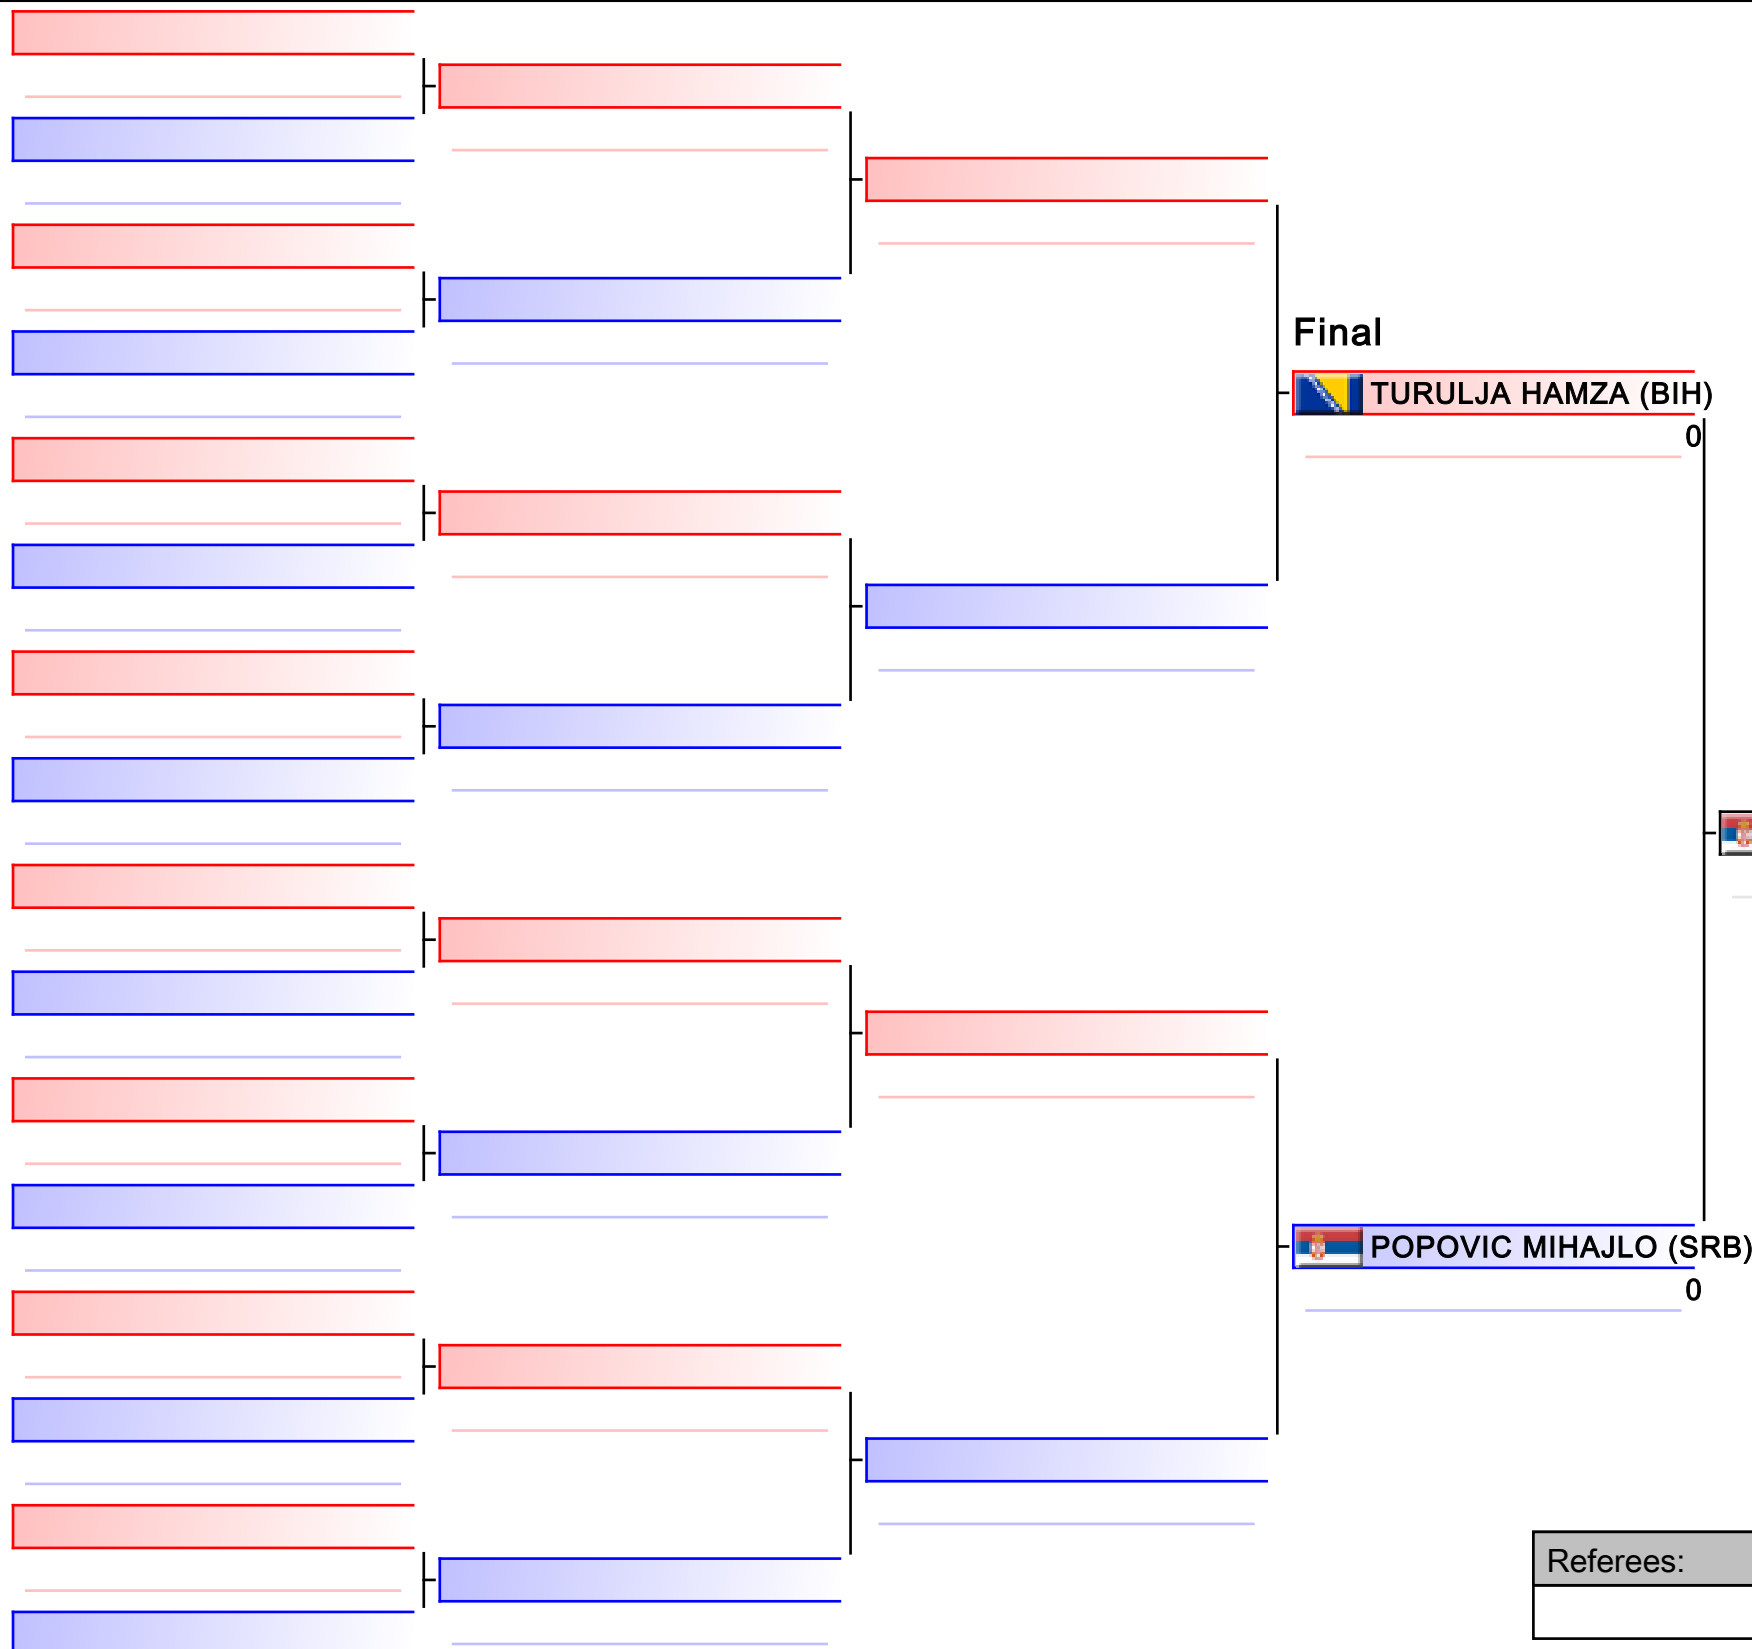 Final
TURULJA HAMZA (BIH)
0
POPOVIC MIHAJLO (SRB)
0
Referees: